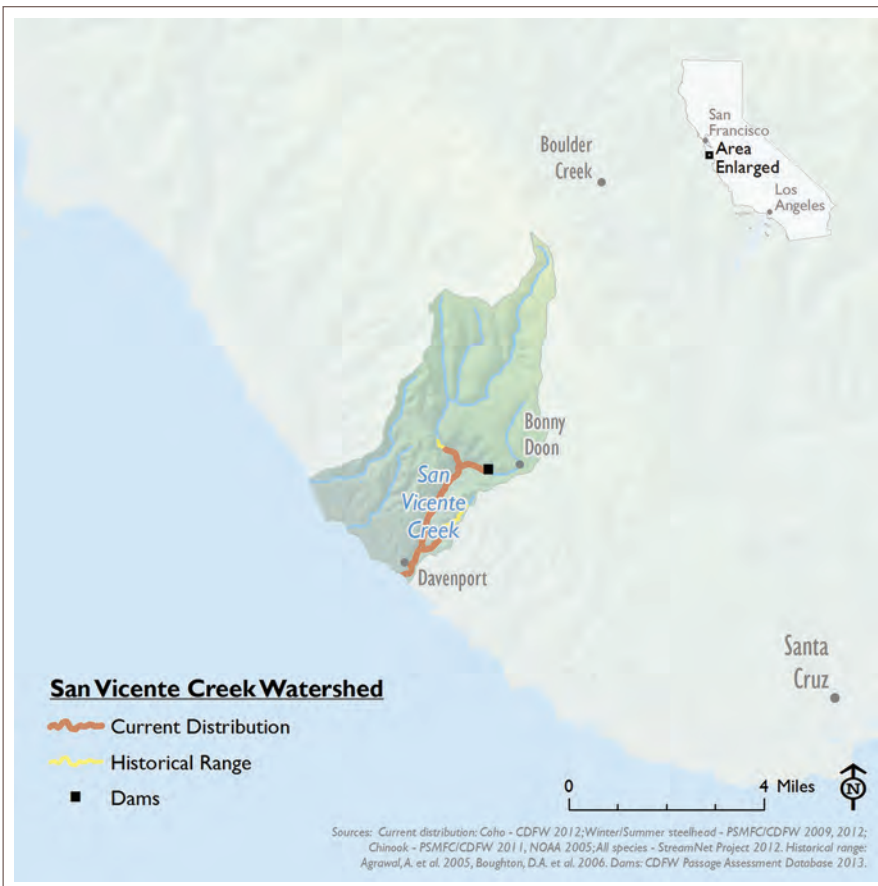 San
Francisco
Area
Enlarged
Los
Angeles
Boulder
Creek
Bonny
Doon
San
Vicente
Creek
Davenport
Santa
Cruz
San Vicente Creek Watershed
Current Distribution
Historical Range
Dams
0 4 Miles
N
Sources: Current distribution: Coho - CDFW 2012; Winter/Summer steelhead - PSMFC/CDFW 2009, 2012;
Chinook - PSMFC/CDFW 2011, NOAA 2005; All species - StreamNet Project 2012. Historical range:
Agrawal, A. et al. 2005, Boughton, D.A. et al. 2006. Dams: CDFW Passage Assessment Database 2013.